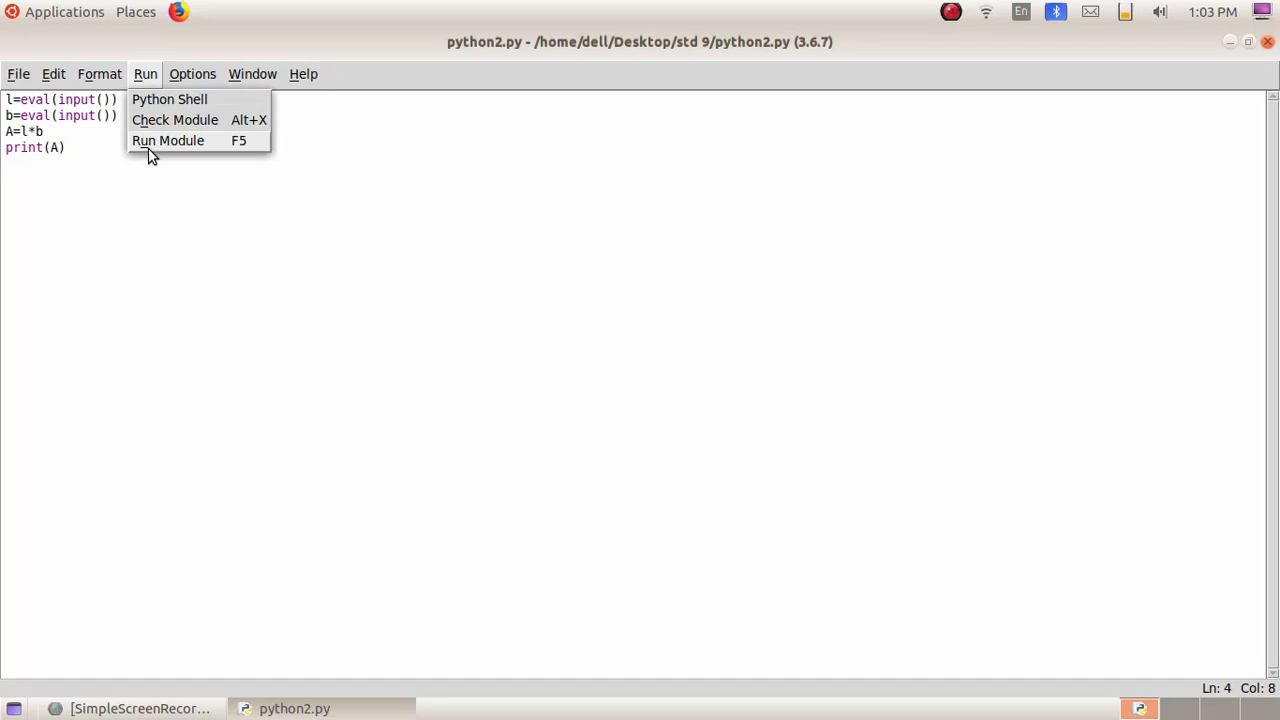 Applications Places En 1:03 PM
python2.py - /home/dell/Desktop/std 9/python2.py (3.6.7)
File Edit Format Run Options Window Help
l=eval(input())
b=eval(input())
A=l*b
print(A)
Python Shell
Check Module Alt+X
Run Module F5
Ln: 4 Col: 8
[SimpleScreenRecor... python2.py